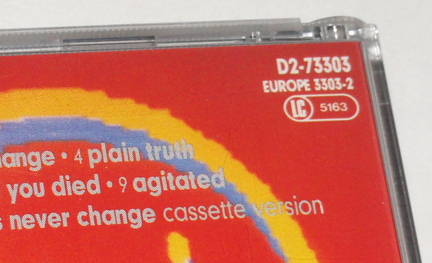 D2-73303
EUROPE 3303-2
LC 5163
hange • 4 plain truth
you died • 9 agitated
s never change cassette version